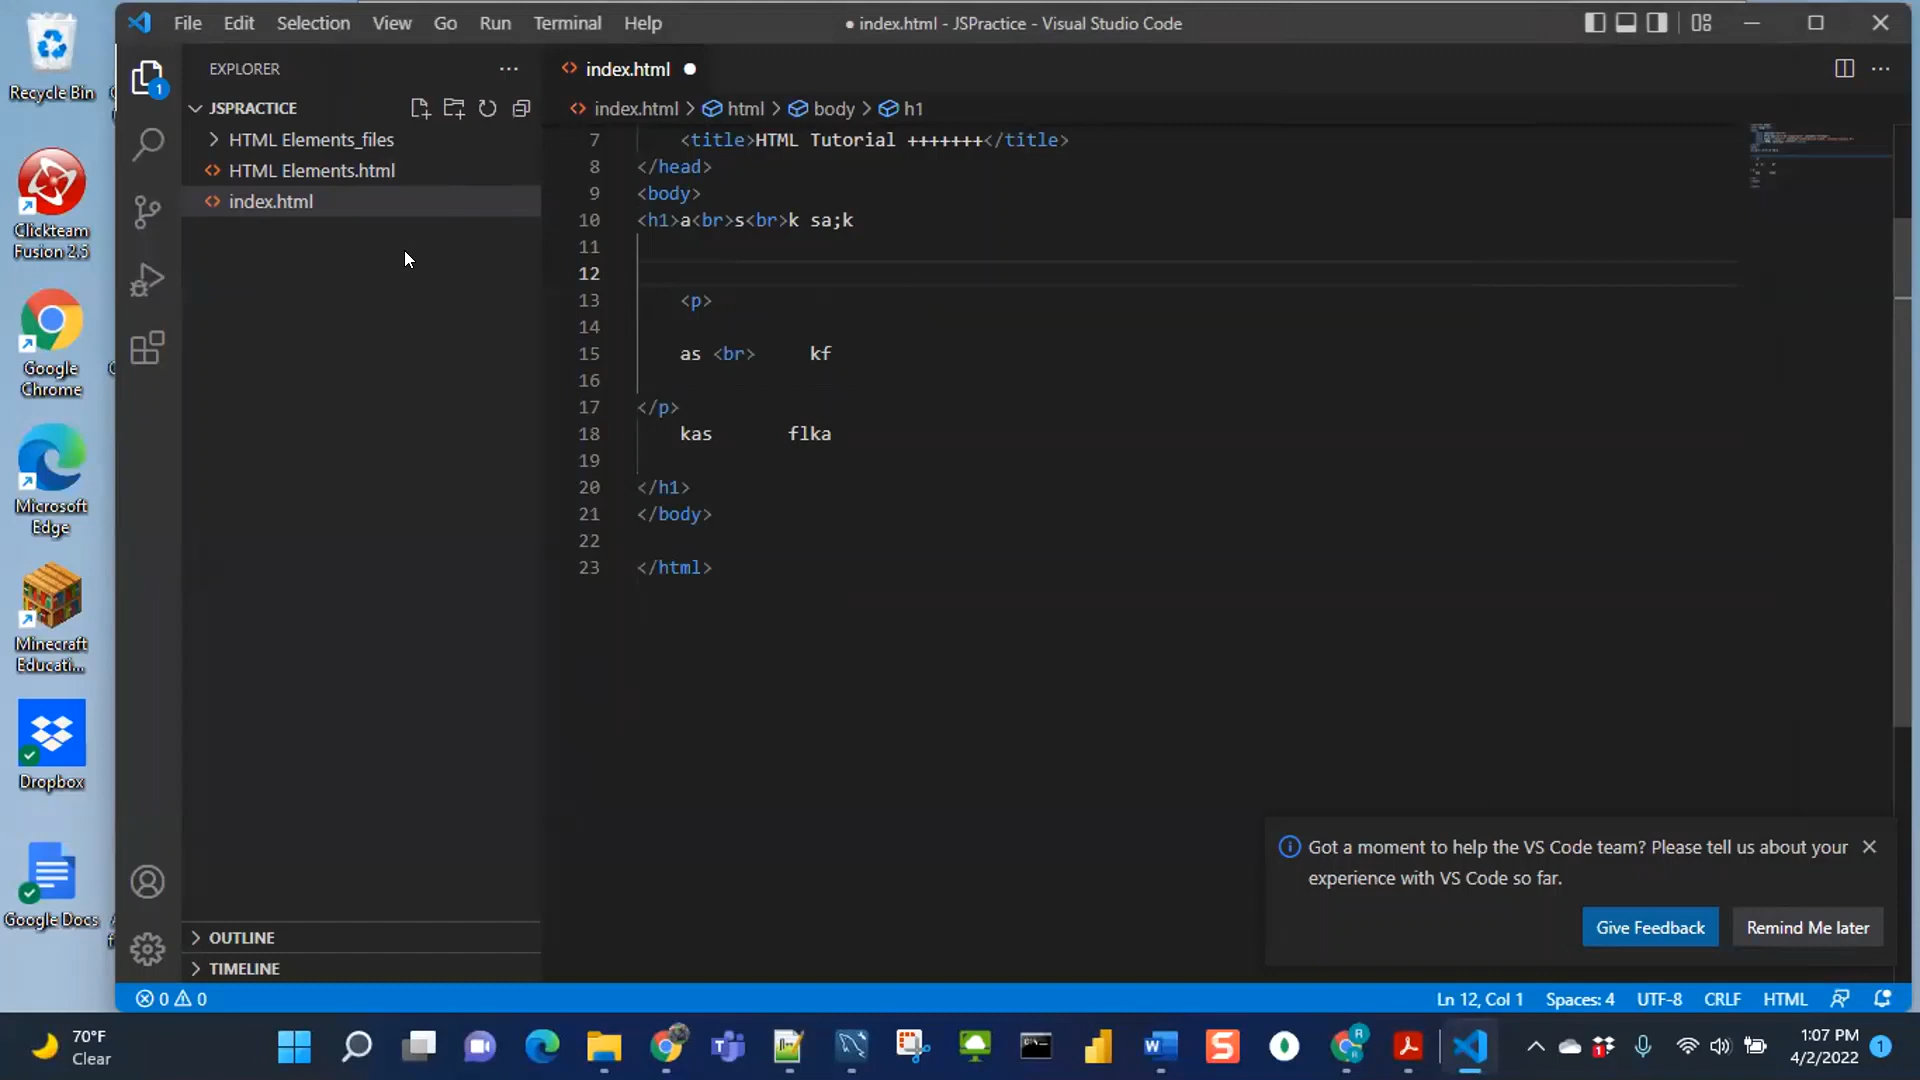 Recycle Bin
Clickteam
Fusion 2.5
Google
Chrome
Microsoft
Edge
Minecraft
Educati...
Dropbox
Google Docs
File Edit Selection View Go Run Terminal Help
● index.html - JSPractice - Visual Studio Code
1
EXPLORER
JSPRACTICE
HTML Elements_files
HTML Elements.html
index.html
OUTLINE
TIMELINE
index.html
index.html > html > body > h1
7 <title>HTML Tutorial +++++++</title>
8 </head>
9 <body>
10 <h1>a<br>s<br>k sa;k
11
12
13 <p>
14
15 as <br> kf
16
17 </p>
18 kas flka
19
20 </h1>
21 </body>
22
23 </html>
Got a moment to help the VS Code team? Please tell us about your
experience with VS Code so far.
Give Feedback Remind Me later
0 0 Ln 12, Col 1 Spaces: 4 UTF-8 CRLF HTML
70°F
Clear
1:07 PM
4/2/2022
1